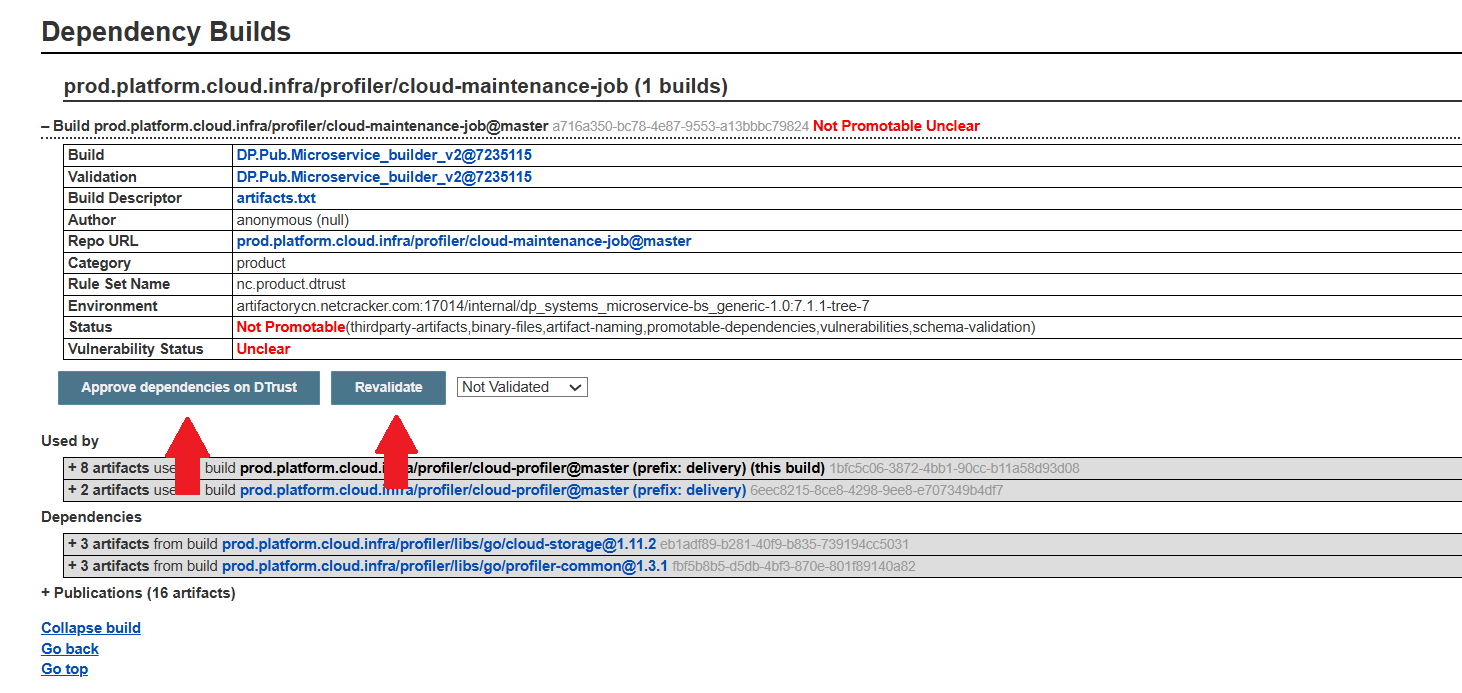 Dependency Builds
prod.platform.cloud.infra/profiler/cloud-maintenance-job (1 builds)
– Build prod.platform.cloud.infra/profiler/cloud-maintenance-job@master a716a350-bc78-4e87-9553-a13bbbc79824 Not Promotable Unclear
Build DP.Pub.Microservice_builder_v2@7235115
Validation DP.Pub.Microservice_builder_v2@7235115
Build Descriptor artifacts.txt
Author anonymous (null)
Repo URL prod.platform.cloud.infra/profiler/cloud-maintenance-job@master
Category product
Rule Set Name nc.product.dtrust
Environment artifactorycn.netcracker.com:17014/internal/dp_systems_microservice-bs_generic-1.0:7.1.1-tree-7
Status Not Promotable(thirdparty-artifacts,binary-files,artifact-naming,promotable-dependencies,vulnerabilities,schema-validation)
Vulnerability Status Unclear
Approve dependencies on DTrust Revalidate Not Validated
Used by
+ 8 artifacts build prod.platform.cloud.infra/profiler/cloud-profiler@master (prefix: delivery) (this build) 1bfc5c06-3872-4bb1-90cc-b11a58d93d08
+ 2 artifacts build prod.platform.cloud.infra/profiler/cloud-profiler@master (prefix: delivery) 6eec8215-8ce8-4298-9ee8-e707349b4df7
Dependencies
+ 3 artifacts from build prod.platform.cloud.infra/profiler/libs/go/cloud-storage@1.11.2 eb1adf89-b281-40f9-b835-739194cc5031
+ 3 artifacts from build prod.platform.cloud.infra/profiler/libs/go/profiler-common@1.3.1 fbf5b8b5-d5db-4bf3-870e-801f89140a82
+ Publications (16 artifacts)
Collapse build
Go back
Go top